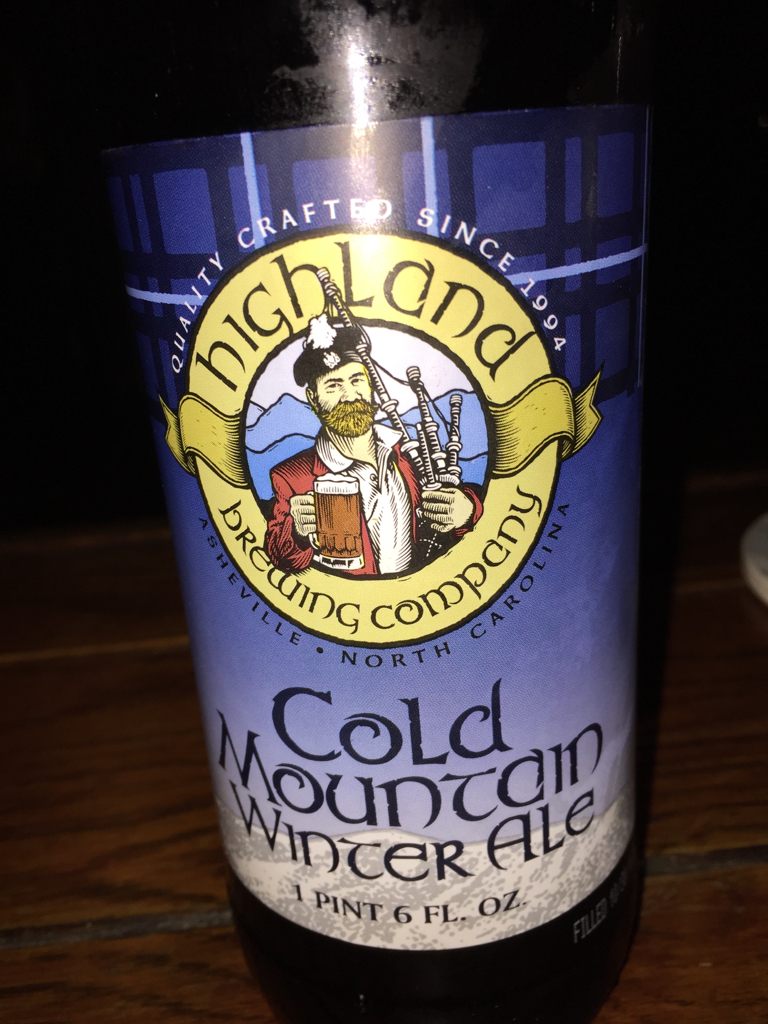 QUALITY CRAFTED SINCE 1994
highland
brewing company
ASHEVILLE • NORTH CAROLINA
Cold
Mountain
Winter Ale
1 PINT 6 FL. OZ.
FILLED